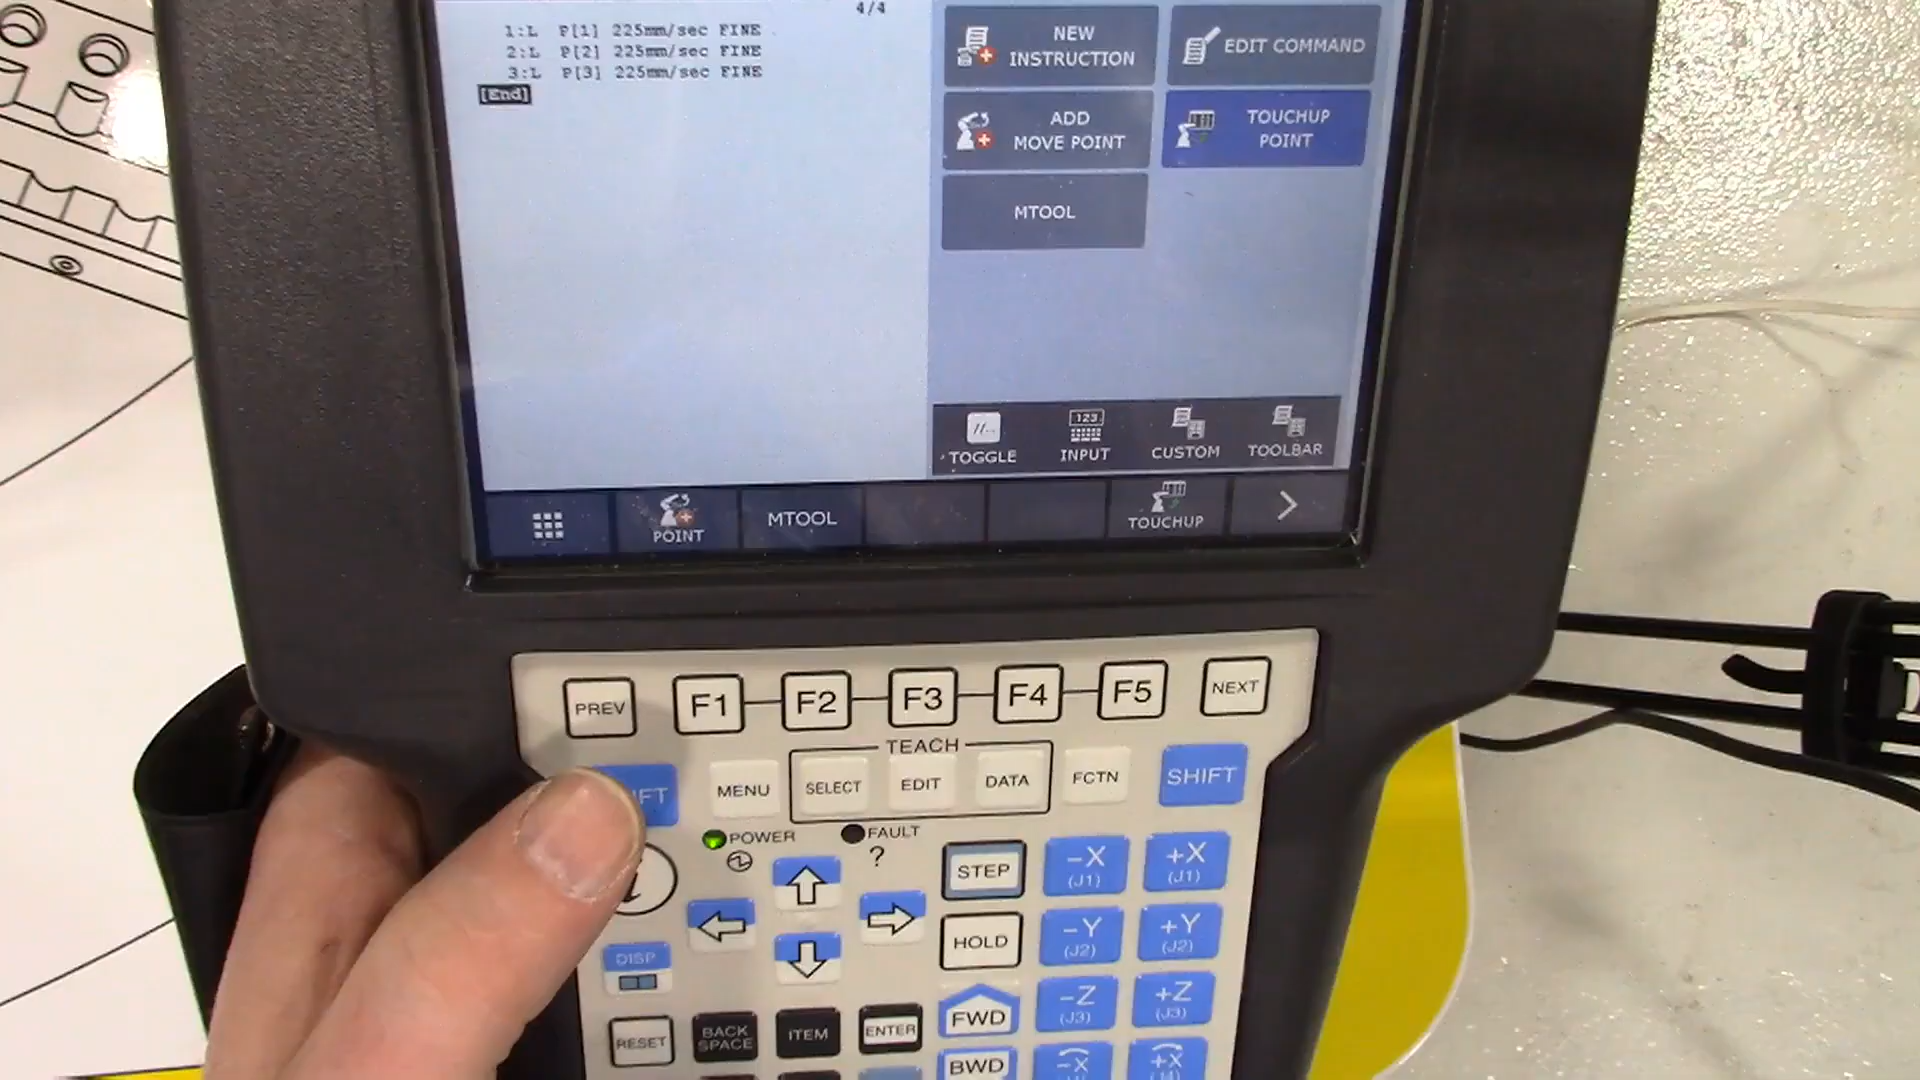 4/4
1:L P[1] 225mm/sec FINE
2:L P[2] 225mm/sec FINE
3:L P[3] 225mm/sec FINE
[End]
NEW
INSTRUCTION
EDIT COMMAND
ADD
MOVE POINT
TOUCHUP
POINT
MTOOL
TOGGLE
123
INPUT
CUSTOM
TOOLBAR
POINT
MTOOL
TOUCHUP
>
PREV
F1
F2
F3
F4
F5
NEXT
TEACH
MENU
SELECT
EDIT
DATA
FCTN
SHIFT
IFT
POWER
FAULT
?
i
STEP
-X
(J1)
+X
(J1)
HOLD
-Y
(J2)
+Y
(J2)
DISP
-Z
(J3)
+Z
(J3)
FWD
RESET
BACK
SPACE
ITEM
ENTER
BWD
-X
+X